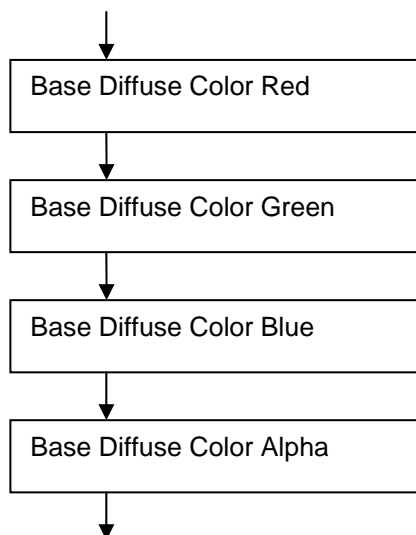 Base Diffuse Color Red
Base Diffuse Color Green
Base Diffuse Color Blue
Base Diffuse Color Alpha